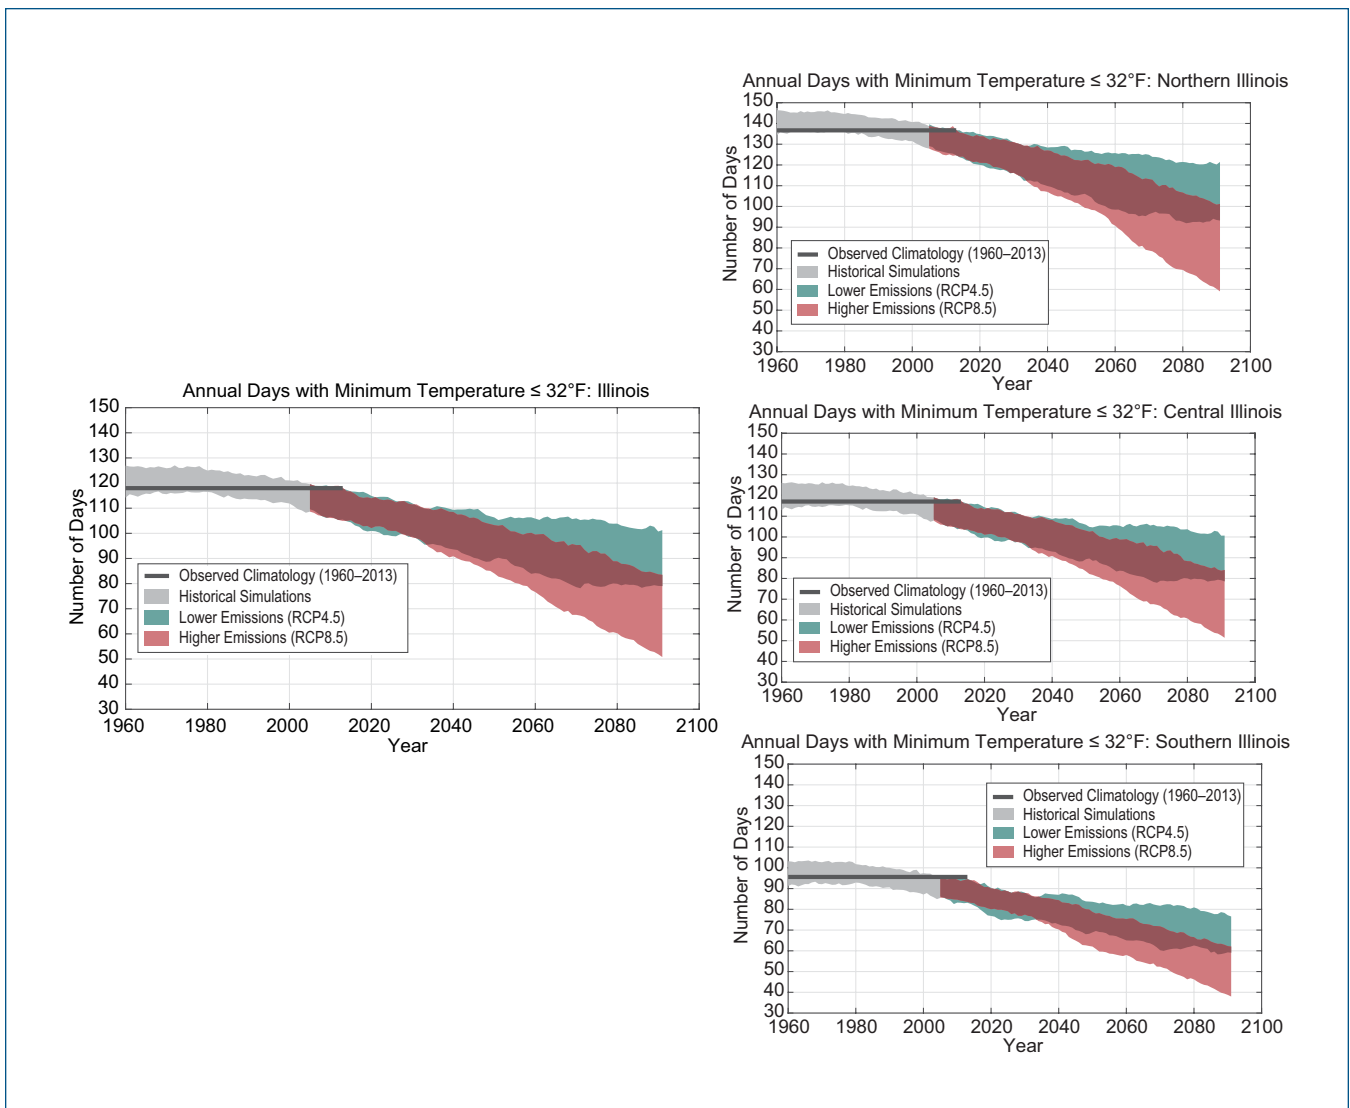 Annual Days with Minimum Temperature ≤ 32°F: Illinois
Number of Days
150
140
130
120
110
100
90
80
70
60
50
40
30
Observed Climatology (1960–2013)
Historical Simulations
Lower Emissions (RCP4.5)
Higher Emissions (RCP8.5)
1960 1980 2000 2020 2040 2060 2080 2100
Year
Annual Days with Minimum Temperature ≤ 32°F: Northern Illinois
Number of Days
150
140
130
120
110
100
90
80
70
60
50
40
30
Observed Climatology (1960–2013)
Historical Simulations
Lower Emissions (RCP4.5)
Higher Emissions (RCP8.5)
1960 1980 2000 2020 2040 2060 2080 2100
Year
Annual Days with Minimum Temperature ≤ 32°F: Central Illinois
Number of Days
150
140
130
120
110
100
90
80
70
60
50
40
30
Observed Climatology (1960–2013)
Historical Simulations
Lower Emissions (RCP4.5)
Higher Emissions (RCP8.5)
1960 1980 2000 2020 2040 2060 2080 2100
Year
Annual Days with Minimum Temperature ≤ 32°F: Southern Illinois
Number of Days
150
140
130
120
110
100
90
80
70
60
50
40
30
Observed Climatology (1960–2013)
Historical Simulations
Lower Emissions (RCP4.5)
Higher Emissions (RCP8.5)
1960 1980 2000 2020 2040 2060 2080 2100
Year